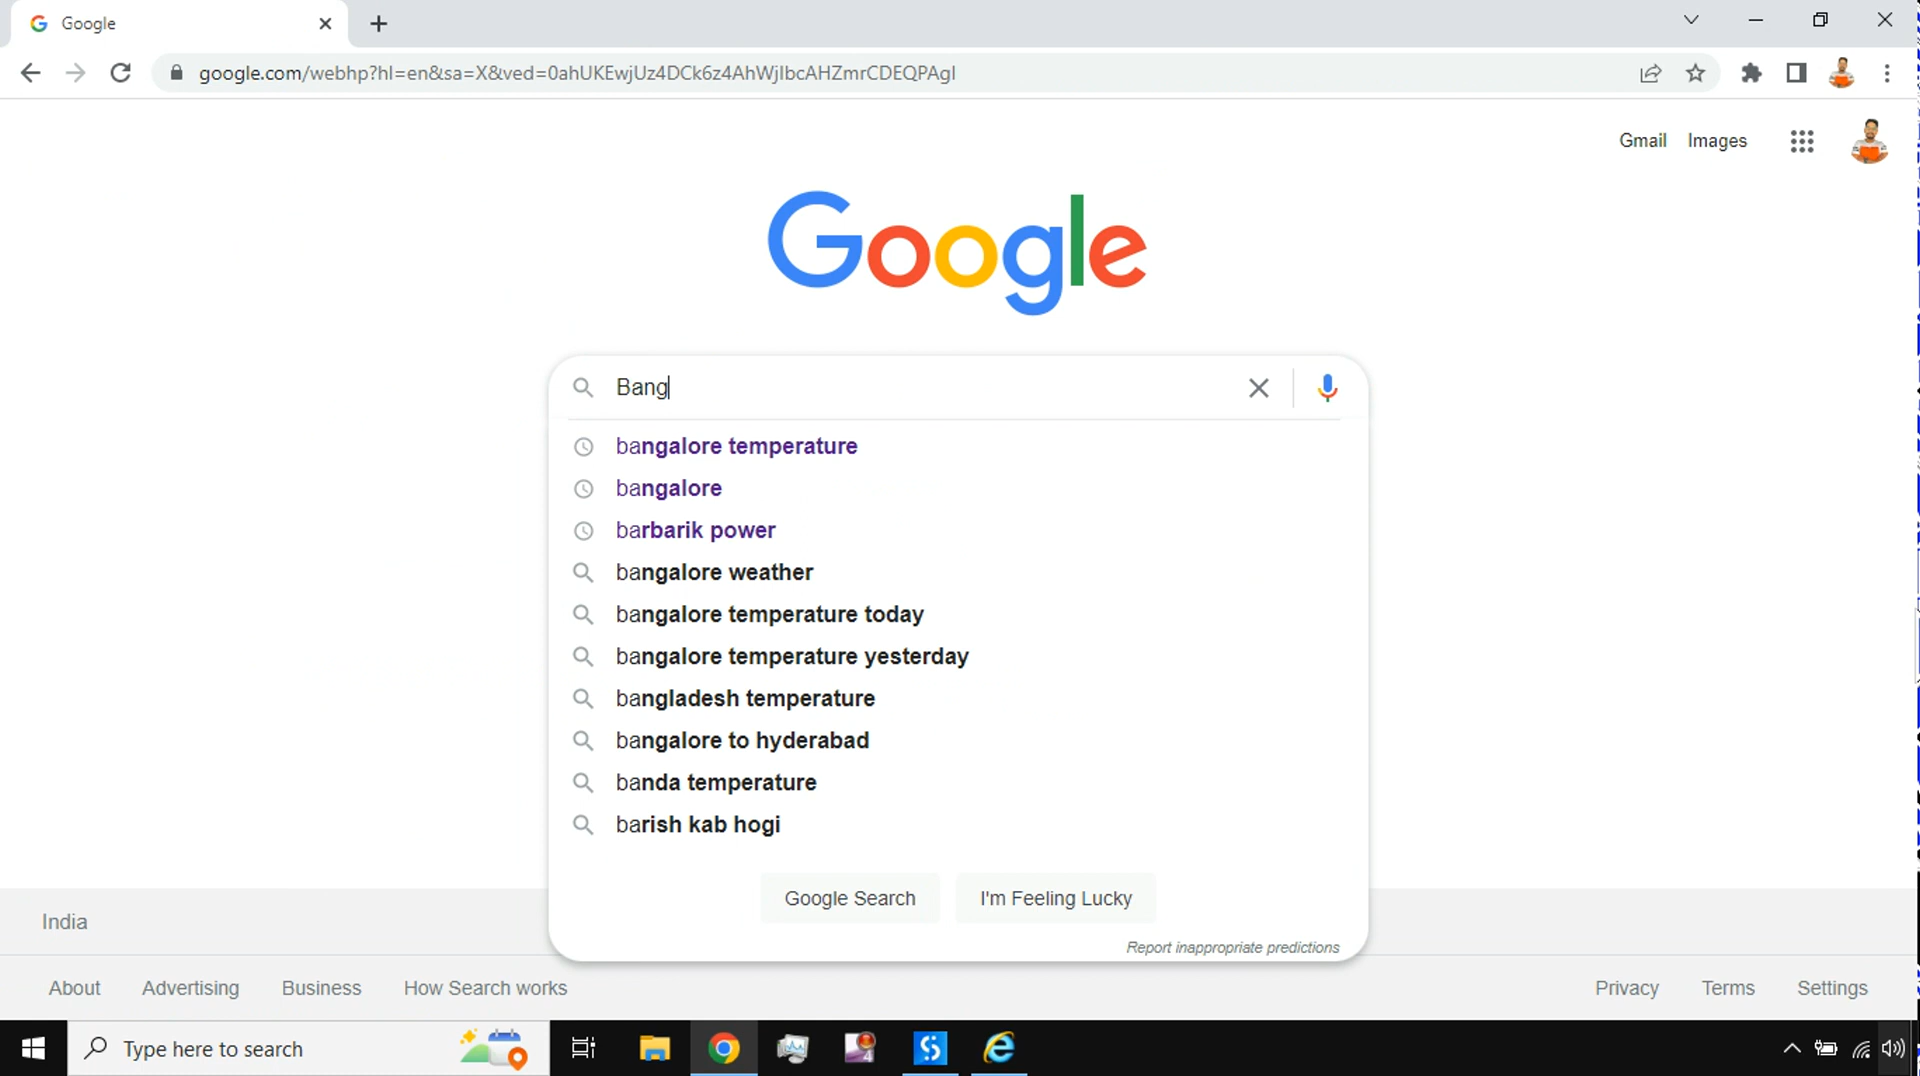 Google
google.com/webhp?hl=en&sa=X&ved=0ahUKEwjUz4DCk6z4AhWjIbcAHZmrCDEQPAgI
Gmail Images
Google
Bang
bangalore temperature
bangalore
barbarik power
bangalore weather
bangalore temperature today
bangalore temperature yesterday
bangladesh temperature
bangalore to hyderabad
banda temperature
barish kab hogi
Google Search I'm Feeling Lucky
Report inappropriate predictions
India
About Advertising Business How Search works Privacy Terms Settings
Type here to search